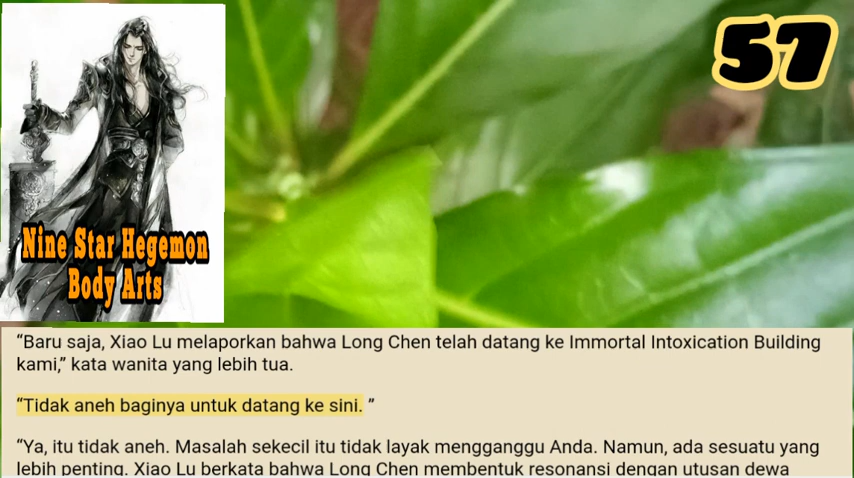 57
Nine Star Hegemon
Body Arts
“Baru saja, Xiao Lu melaporkan bahwa Long Chen telah datang ke Immortal Intoxication Building
kami,” kata wanita yang lebih tua.
“Tidak aneh baginya untuk datang ke sini. ”
“Ya, itu tidak aneh. Masalah sekecil itu tidak layak mengganggu Anda. Namun, ada sesuatu yang
lebih penting. Xiao Lu berkata bahwa Long Chen membentuk resonansi dengan utusan dewa